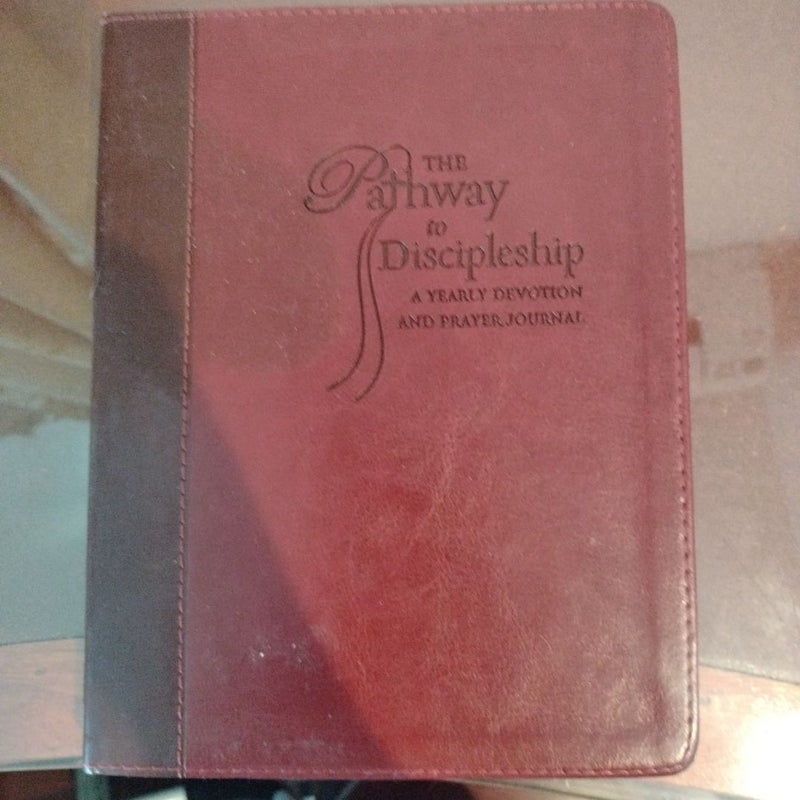 THE
Pathway
to
Discipleship
A YEARLY DEVOTION
AND PRAYER JOURNAL